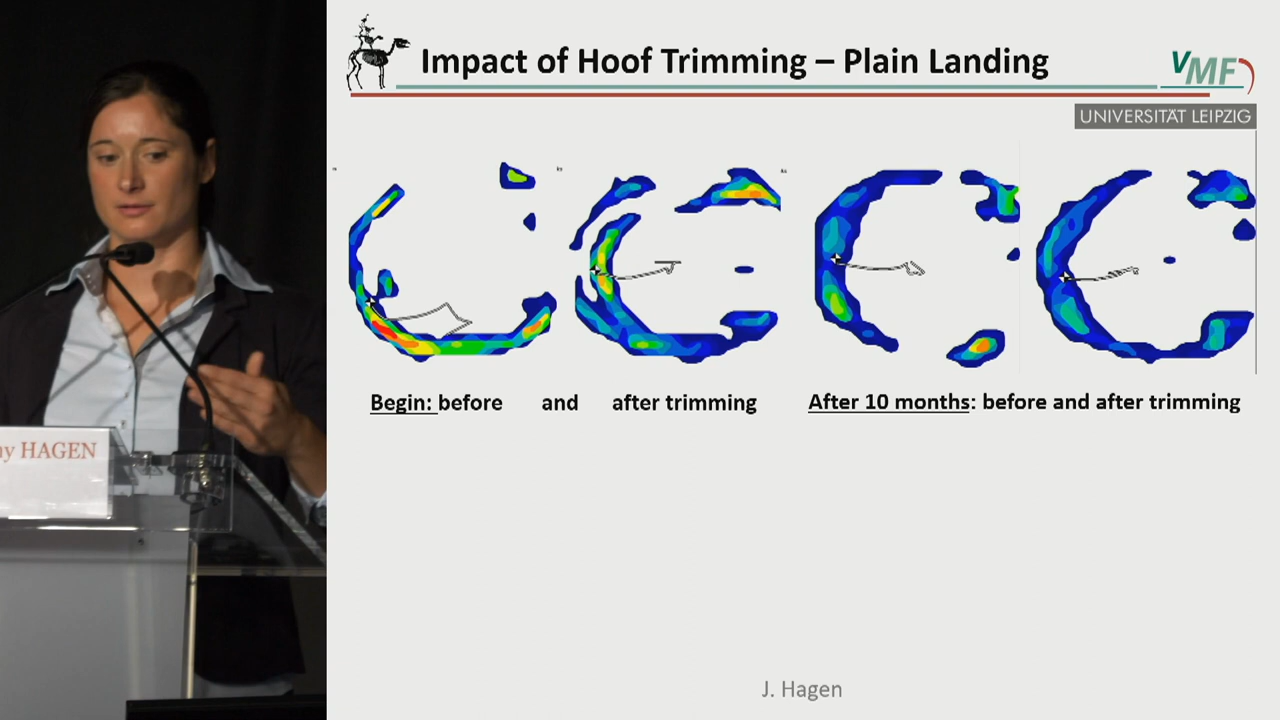 Impact of Hoof Trimming – Plain Landing
VMF
UNIVERSITÄT LEIPZIG
Begin: before and after trimming
After 10 months: before and after trimming
HAGEN
J. Hagen